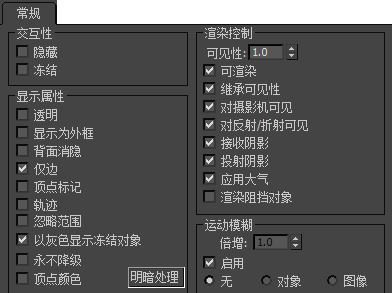 常规
交互性
隐藏
冻结
显示属性
透明
显示为外框
背面消隐
仅边
顶点标记
轨迹
忽略范围
以灰色显示冻结对象
永不降级
顶点颜色 明暗处理
渲染控制
可见性: 1.0
可渲染
继承可见性
对摄影机可见
对反射/折射可见
接收阴影
投射阴影
应用大气
渲染阻挡对象
运动模糊
倍增: 1.0
启用
无 对象 图像